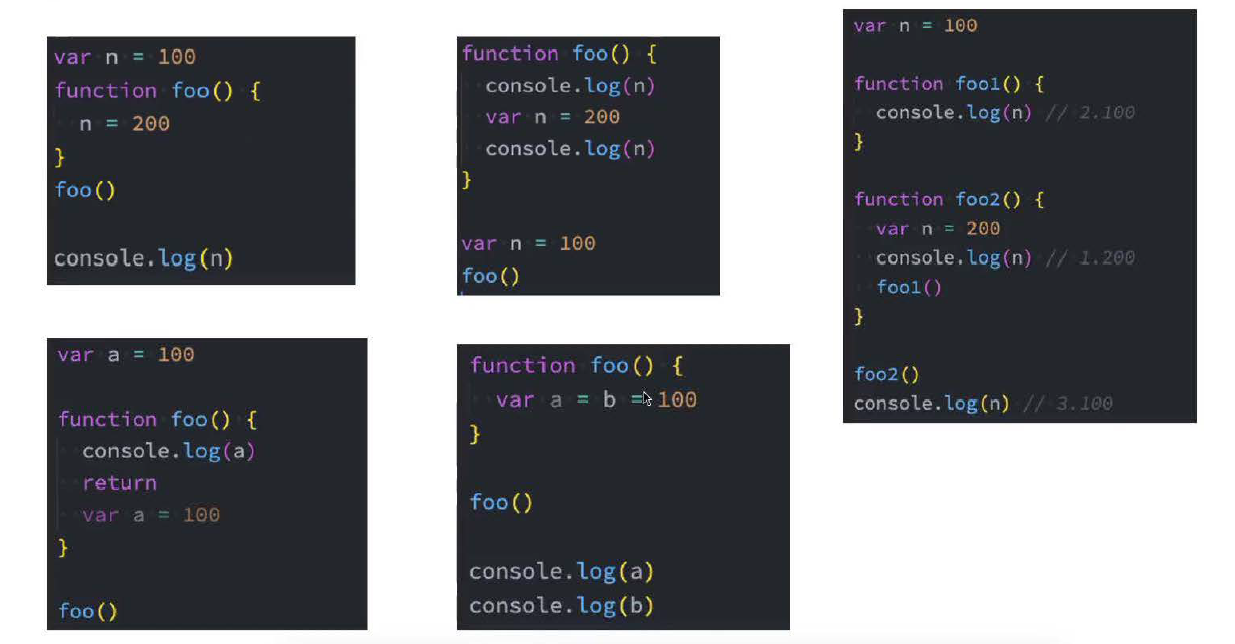 var n = 100
function foo() {
  n = 200
}
foo()

console.log(n)

function foo() {
  console.log(n)
  var n = 200
  console.log(n)
}

var n = 100
foo()

var n = 100

function foo1() {
  console.log(n) // 2.100
}

function foo2() {
  var n = 200
  console.log(n) // 1.200
  foo1()
}

foo2()
console.log(n) // 3.100

var a = 100

function foo() {
  console.log(a)
  return
  var a = 100
}

foo()

function foo() {
  var a = b = 100
}

foo()

console.log(a)
console.log(b)